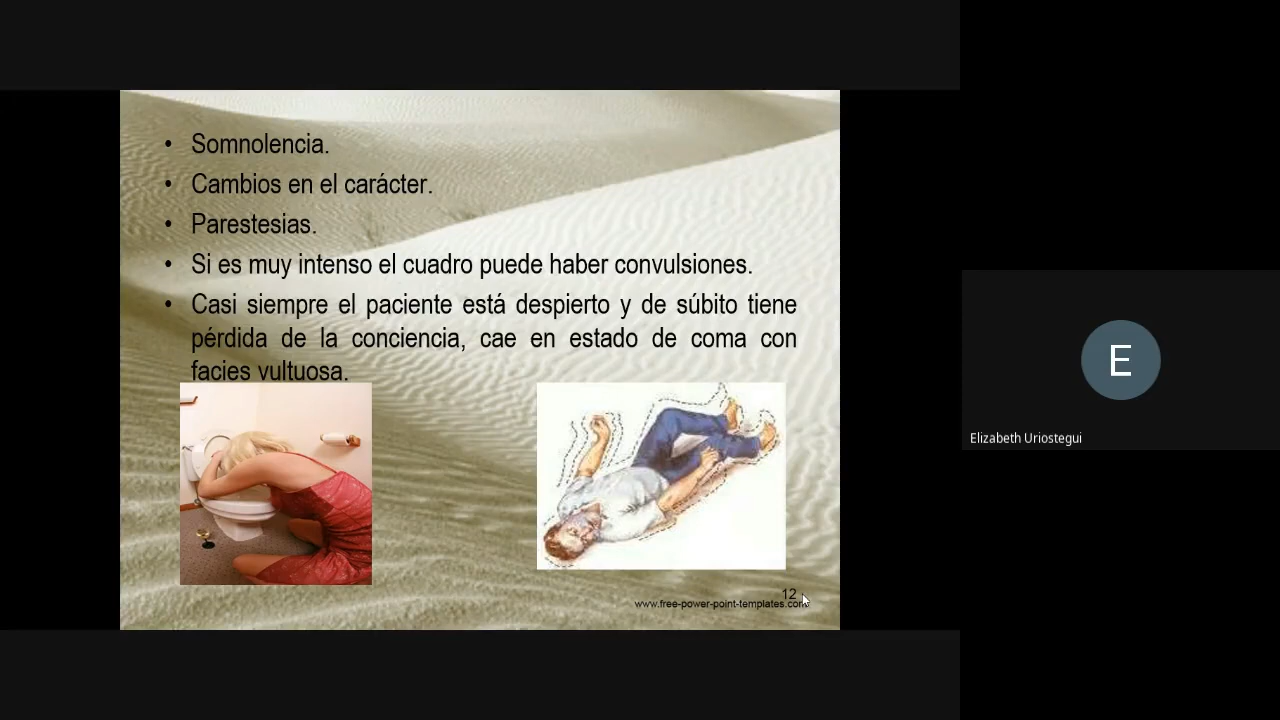 • Somnolencia.
• Cambios en el carácter.
• Parestesias.
• Si es muy intenso el cuadro puede haber convulsiones.
• Casi siempre el paciente está despierto y de súbito tiene
pérdida de la conciencia, cae en estado de coma con
facies vultuosa.
12
www.free-power-point-templates.com
E
Elizabeth Uriostegui